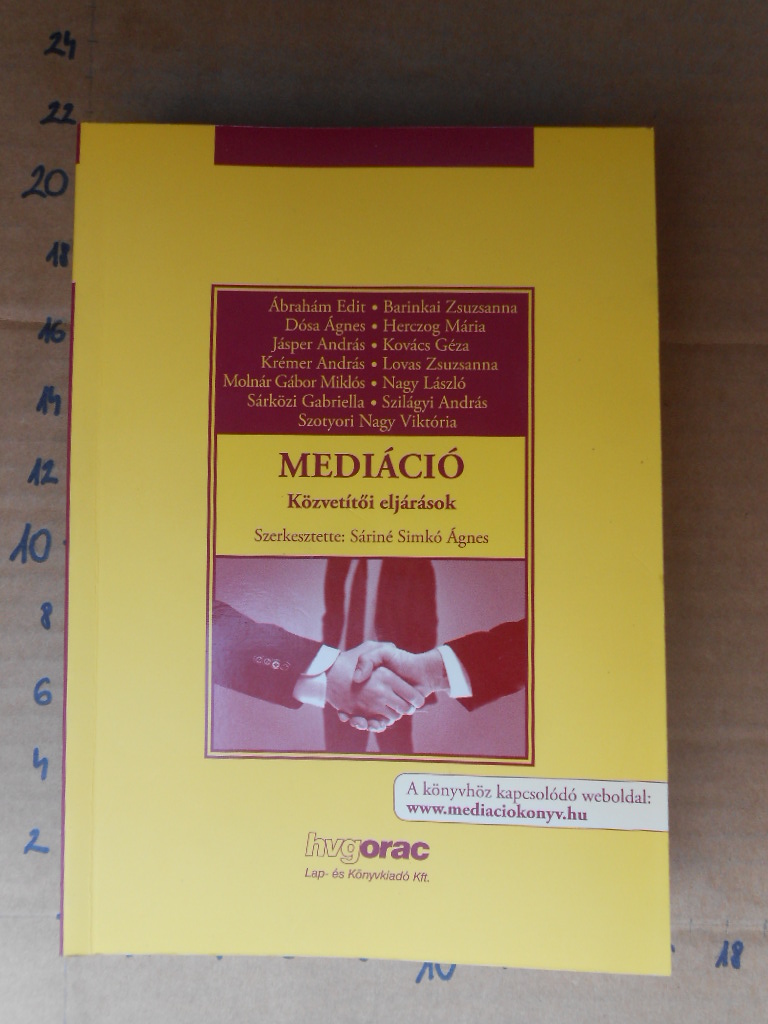 24
22
20
18
16
14
12
10
8
6
4
2
Ábrahám Edit • Barinkai Zsuzsanna
Dósa Ágnes • Herczog Mária
Jásper András • Kovács Géza
Krémer András • Lovas Zsuzsanna
Molnár Gábor Miklós • Nagy László
Sárközi Gabriella • Szilágyi András
Szotyori Nagy Viktória
MEDIÁCIÓ
Közvetítői eljárások
Szerkesztette: Sáriné Simkó Ágnes
A könyvhöz kapcsolódó weboldal:
www.mediaciokonyv.hu
hvgorac
Lap- és Könyvkiadó Kft.
10
18